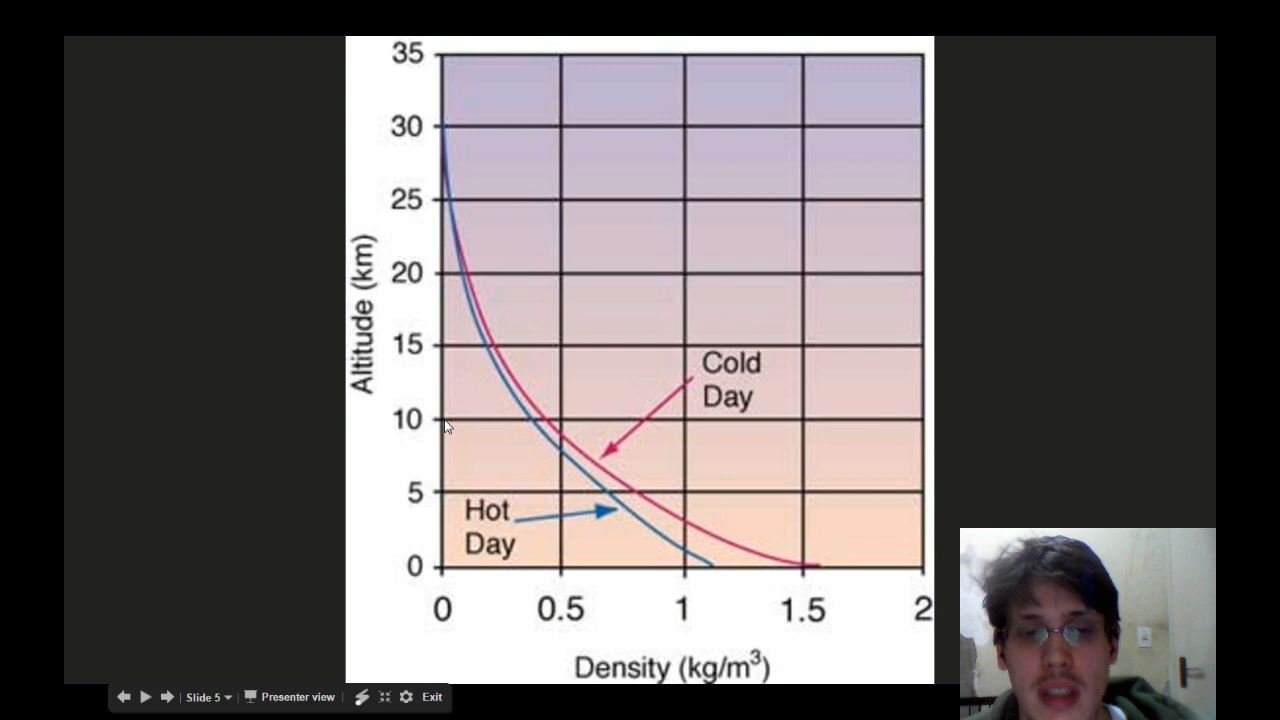 35
30
25
20
15
10
5
0
Altitude (km)
Cold
Day
Hot
Day
0 0.5 1 1.5 2
Density (kg/m³)
Slide 5 Presenter view Exit